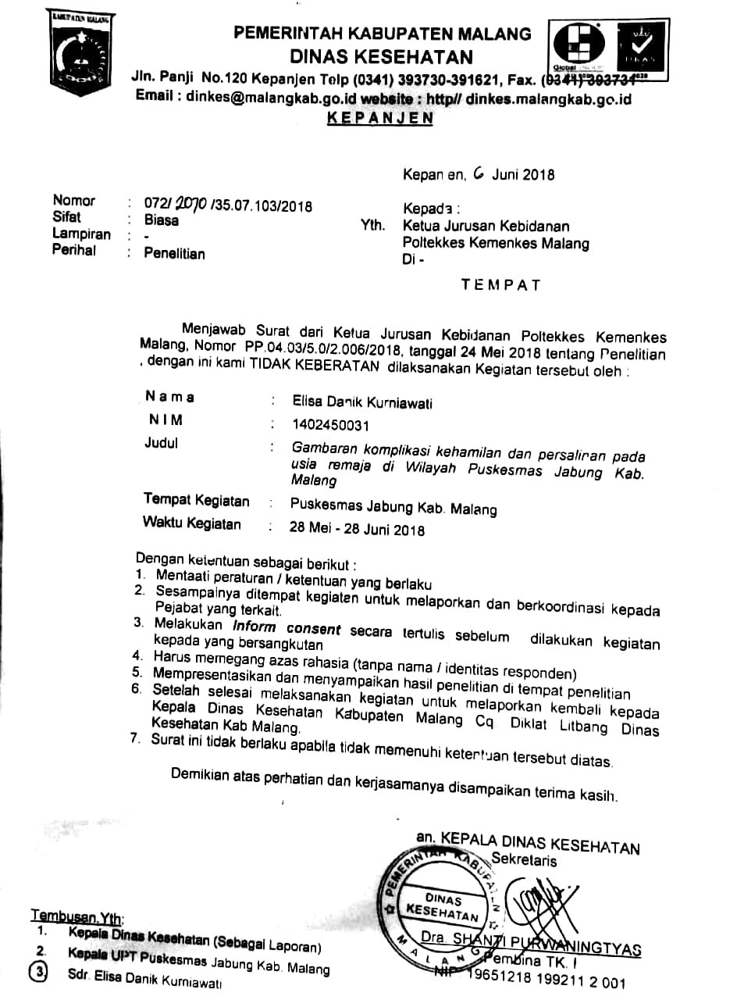 KABUPATEN MALANG
PEMERINTAH KABUPATEN MALANG
DINAS KESEHATAN
Jln. Panji No.120 Kepanjen Telp (0341) 393730-391621, Fax. (0341) 393731
Email : dinkes@malangkab.go.id website : http// dinkes.malangkab.go.id
KEPANJEN
Global
UKAS
Kepan en, 6 Juni 2018
Nomor : 072/ 2070 /35.07.103/2018
Sifat : Biasa
Lampiran : -
Perihal : Penelitian
Kepada :
Yth. Ketua Jurusan Kebidanan
Poltekkes Kemenkes Malang
Di -
TEMPAT
Menjawab Surat dari Ketua Jurusan Kebidanan Poltekkes Kemenkes
Malang, Nomor PP.04.03/5.0/2.006/2018, tanggal 24 Mei 2018 tentang Penelitian
, dengan ini kami TIDAK KEBERATAN dilaksanakan Kegiatan tersebut oleh :
Nama : Elisa Danik Kurniawati
NIM : 1402450031
Judul : Gambaran komplikasi kehamilan dan persalinan pada
usia remaja di Wilayah Puskesmas Jabung Kab.
Malang
Tempat Kegiatan : Puskesmas Jabung Kab. Malang
Waktu Kegiatan : 28 Mei - 28 Juni 2018
Dengan ketentuan sebagai berikut :
1. Mentaati peraturan / ketentuan yang berlaku
2. Sesampainya ditempat kegiatan untuk melaporkan dan berkoordinasi kepada
Pejabat yang terkait.
3. Melakukan Inform consent secara tertulis sebelum dilakukan kegiatan
kepada yang bersangkutan
4. Harus memegang azas rahasia (tanpa nama / identitas responden)
5. Mempresentasikan dan menyampaikan hasil penelitian di tempat penelitian
6. Setelah selesai melaksanakan kegiatan untuk melaporkan kembali kepada
Kepala Dinas Kesehatan Kabupaten Malang Cq. Diklat Litbang Dinas
Kesehatan Kab Malang.
7. Surat ini tidak berlaku apabila tidak memenuhi ketentuan tersebut diatas.
Demikian atas perhatian dan kerjasamanya disampaikan terima kasih.
an. KEPALA DINAS KESEHATAN
Sekretaris
PEMERINTAH KABUPATEN
DINAS
KESEHATAN
MALANG
Dra. SHANTI PURWANINGTYAS
Pembina TK. I
NIP 19651218 199211 2 001
Tembusan.Yth:
1. Kepala Dinas Kesehatan (Sebagai Laporan)
2. Kepala UPT Puskesmas Jabung Kab. Malang
3 Sdr. Elisa Danik Kurniawati